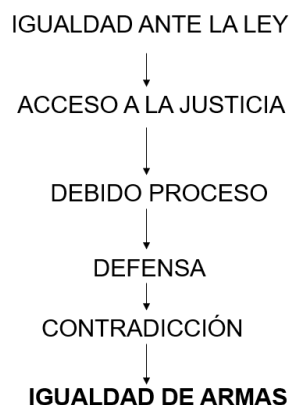 IGUALDAD ANTE LA LEY
ACCESO A LA JUSTICIA
DEBIDO PROCESO
DEFENSA
CONTRADICCIÓN
IGUALDAD DE ARMAS